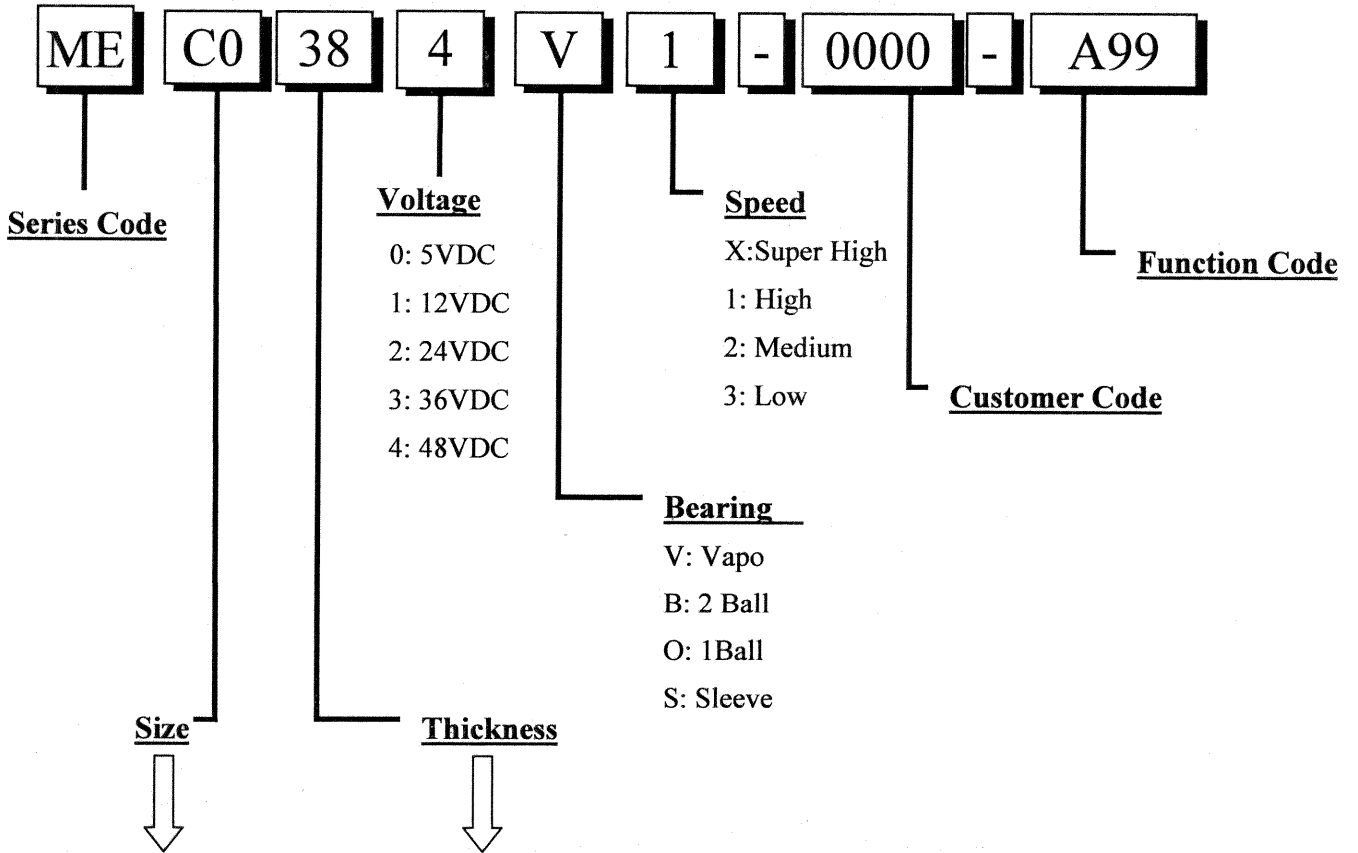 ME C0 38 4 V 1 - 0000 - A99
Series Code
Voltage
0: 5VDC
1: 12VDC
2: 24VDC
3: 36VDC
4: 48VDC
Speed
X:Super High
1: High
2: Medium
3: Low
Function Code
Customer Code
Bearing
V: Vapo
B: 2 Ball
O: 1Ball
S: Sleeve
Size
Thickness